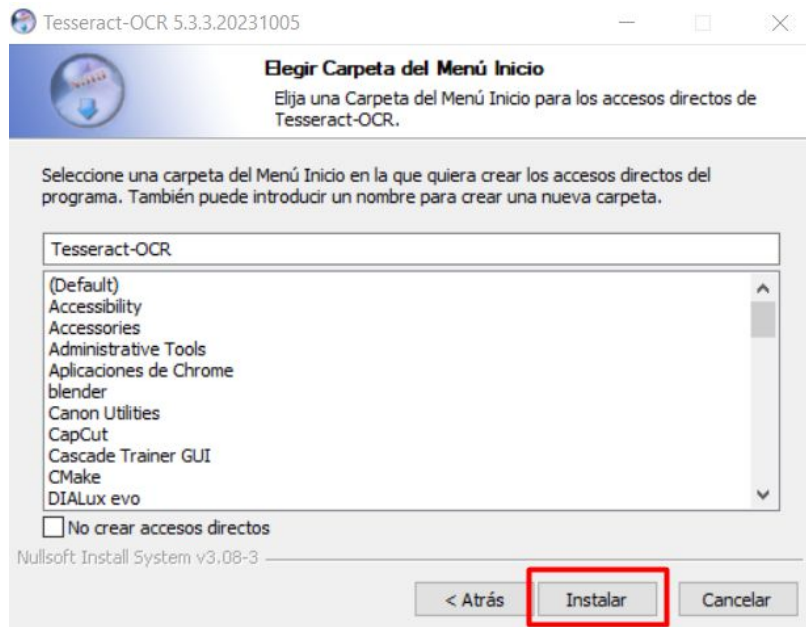 Tesseract-OCR 5.3.3.20231005
Elegir Carpeta del Menú Inicio
Elija una Carpeta del Menú Inicio para los accesos directos de
Tesseract-OCR.
Seleccione una carpeta del Menú Inicio en la que quiera crear los accesos directos del
programa. También puede introducir un nombre para crear una nueva carpeta.
Tesseract-OCR
(Default)
Accessibility
Accessories
Administrative Tools
Aplicaciones de Chrome
blender
Canon Utilities
CapCut
Cascade Trainer GUI
CMake
DIALux evo
No crear accesos directos
Nullsoft Install System v3.08-3
< Atrás Instalar Cancelar